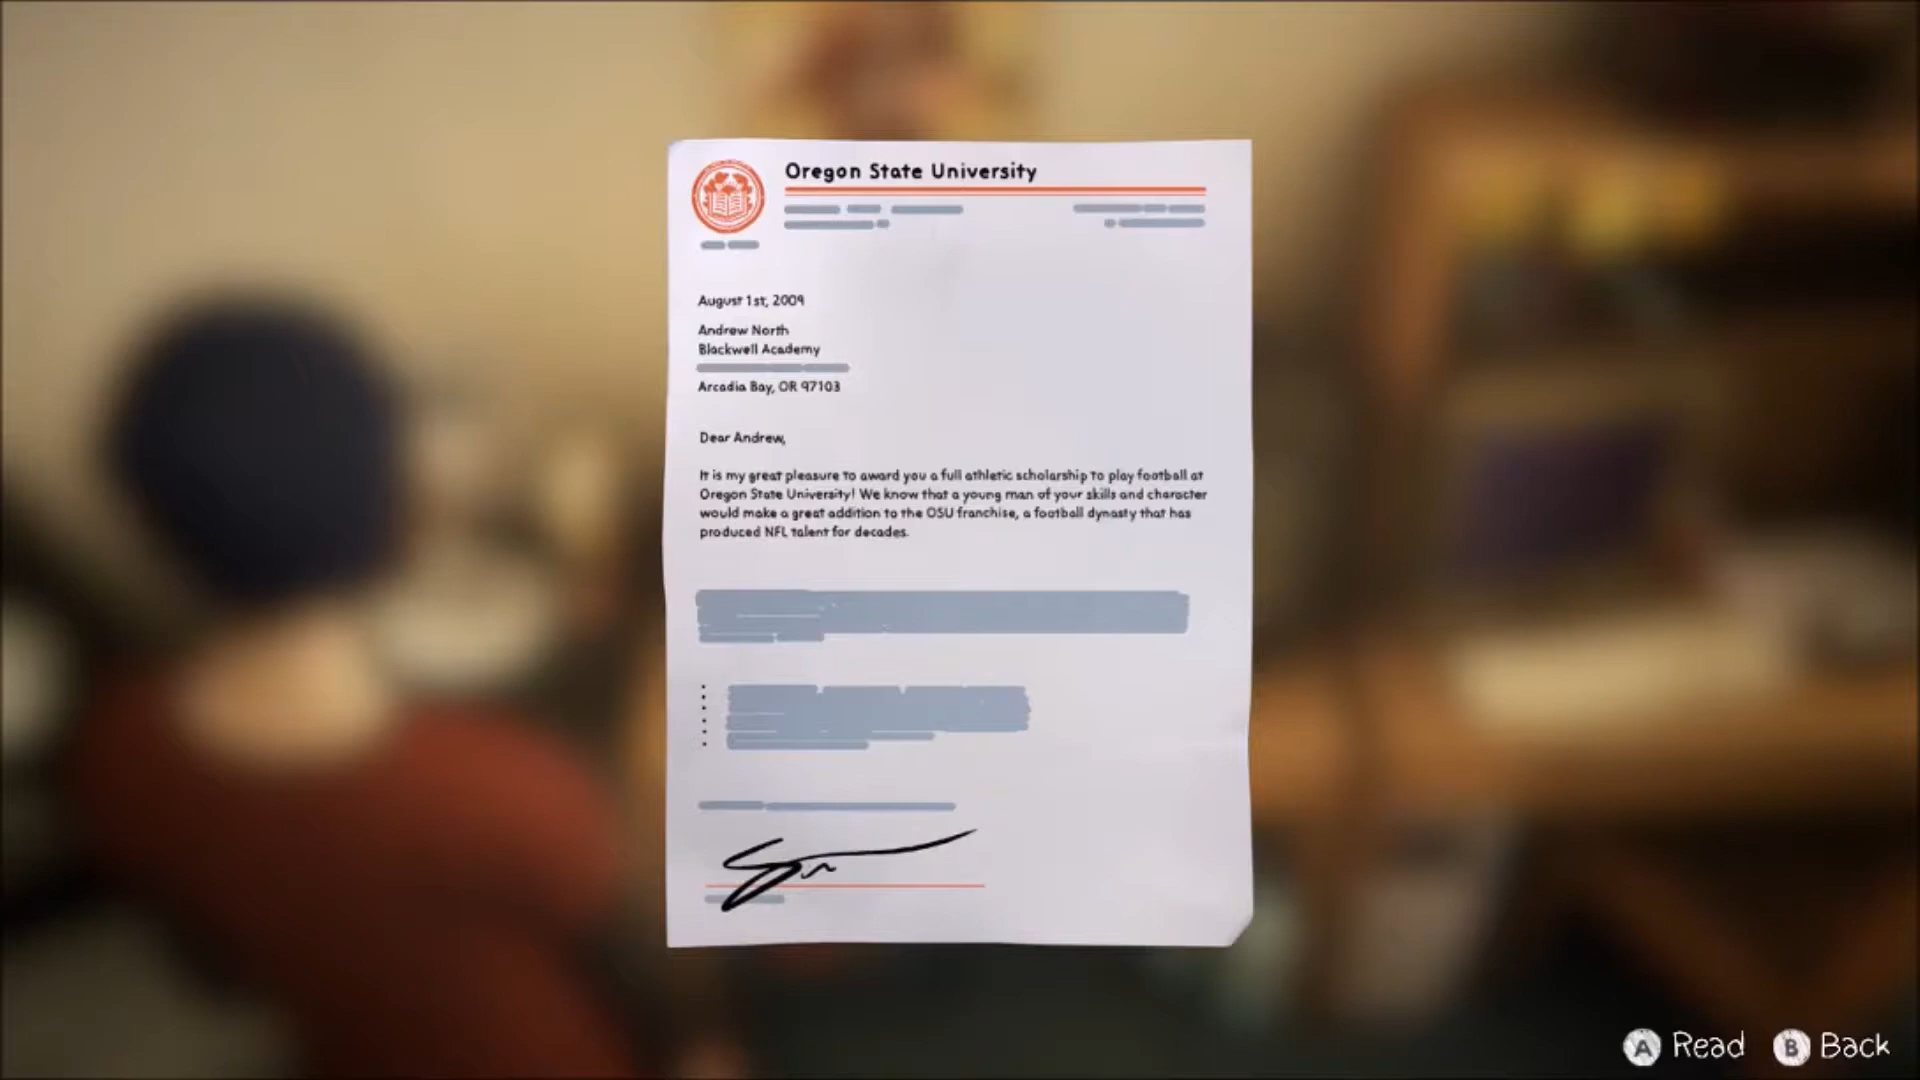 Oregon State University
August 1st, 2009
Andrew North
Blackwell Academy
Arcadia Bay, OR 97103
Dear Andrew,
It is my great pleasure to award you a full athletic scholarship to play football at
Oregon State University! We know that a young man of your skills and character
would make a great addition to the OSU franchise, a football dynasty that has
produced NFL talent for decades.
A Read B Back